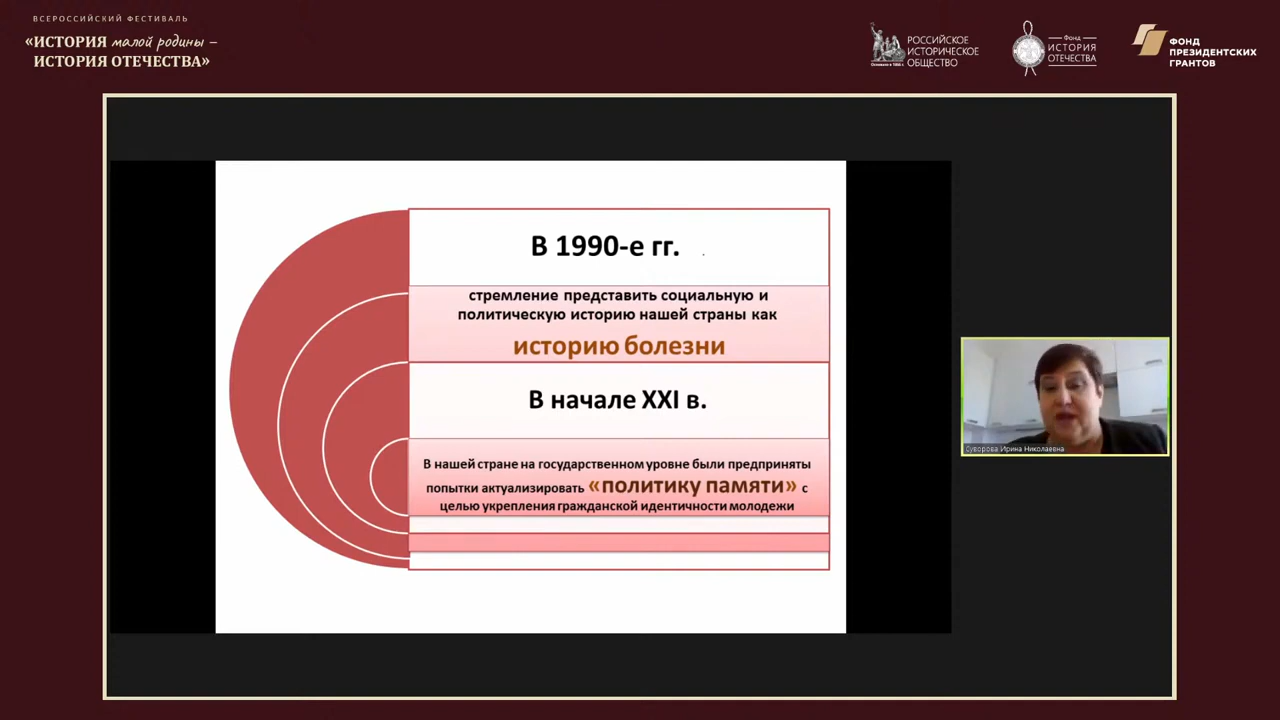 ВСЕРОССИЙСКИЙ ФЕСТИВАЛЬ
«ИСТОРИЯ малой родины –
ИСТОРИЯ ОТЕЧЕСТВА»
РОССИЙСКОЕ
ИСТОРИЧЕСКОЕ
ОБЩЕСТВО
Основано в 1866 г.
Фонд
ИСТОРИЯ
ОТЕЧЕСТВА
ФОНД
ПРЕЗИДЕНТСКИХ
ГРАНТОВ
В 1990-е гг.
стремление представить социальную и
политическую историю нашей страны как
историю болезни
В начале XXI в.
В нашей стране на государственном уровне были предприняты
попытки актуализировать «политику памяти» с
целью укрепления гражданской идентичности молодежи
Суворова Ирина Николаевна